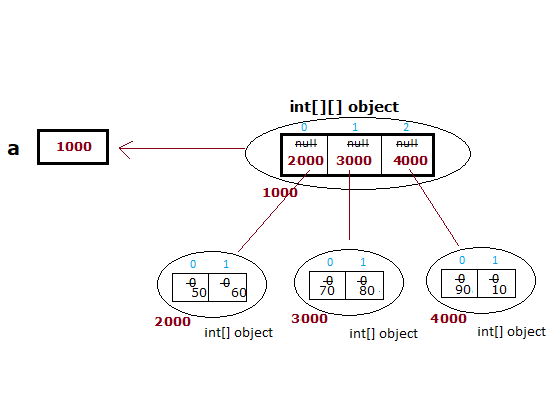 int[][] object
0 1 2
a 1000
null null null
2000 3000 4000
1000
0 1
0 0
50 60
2000
int[] object
0 1
0 0
70 80
3000
int[] object
0 1
0 0
90 10
4000
int[] object